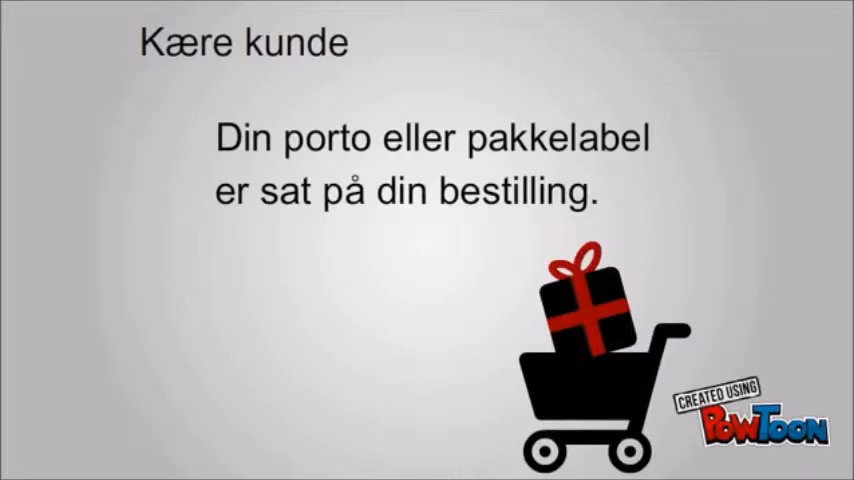 Kære kunde
Din porto eller pakkelabel
er sat på din bestilling.
CREATED USING
POWTOON